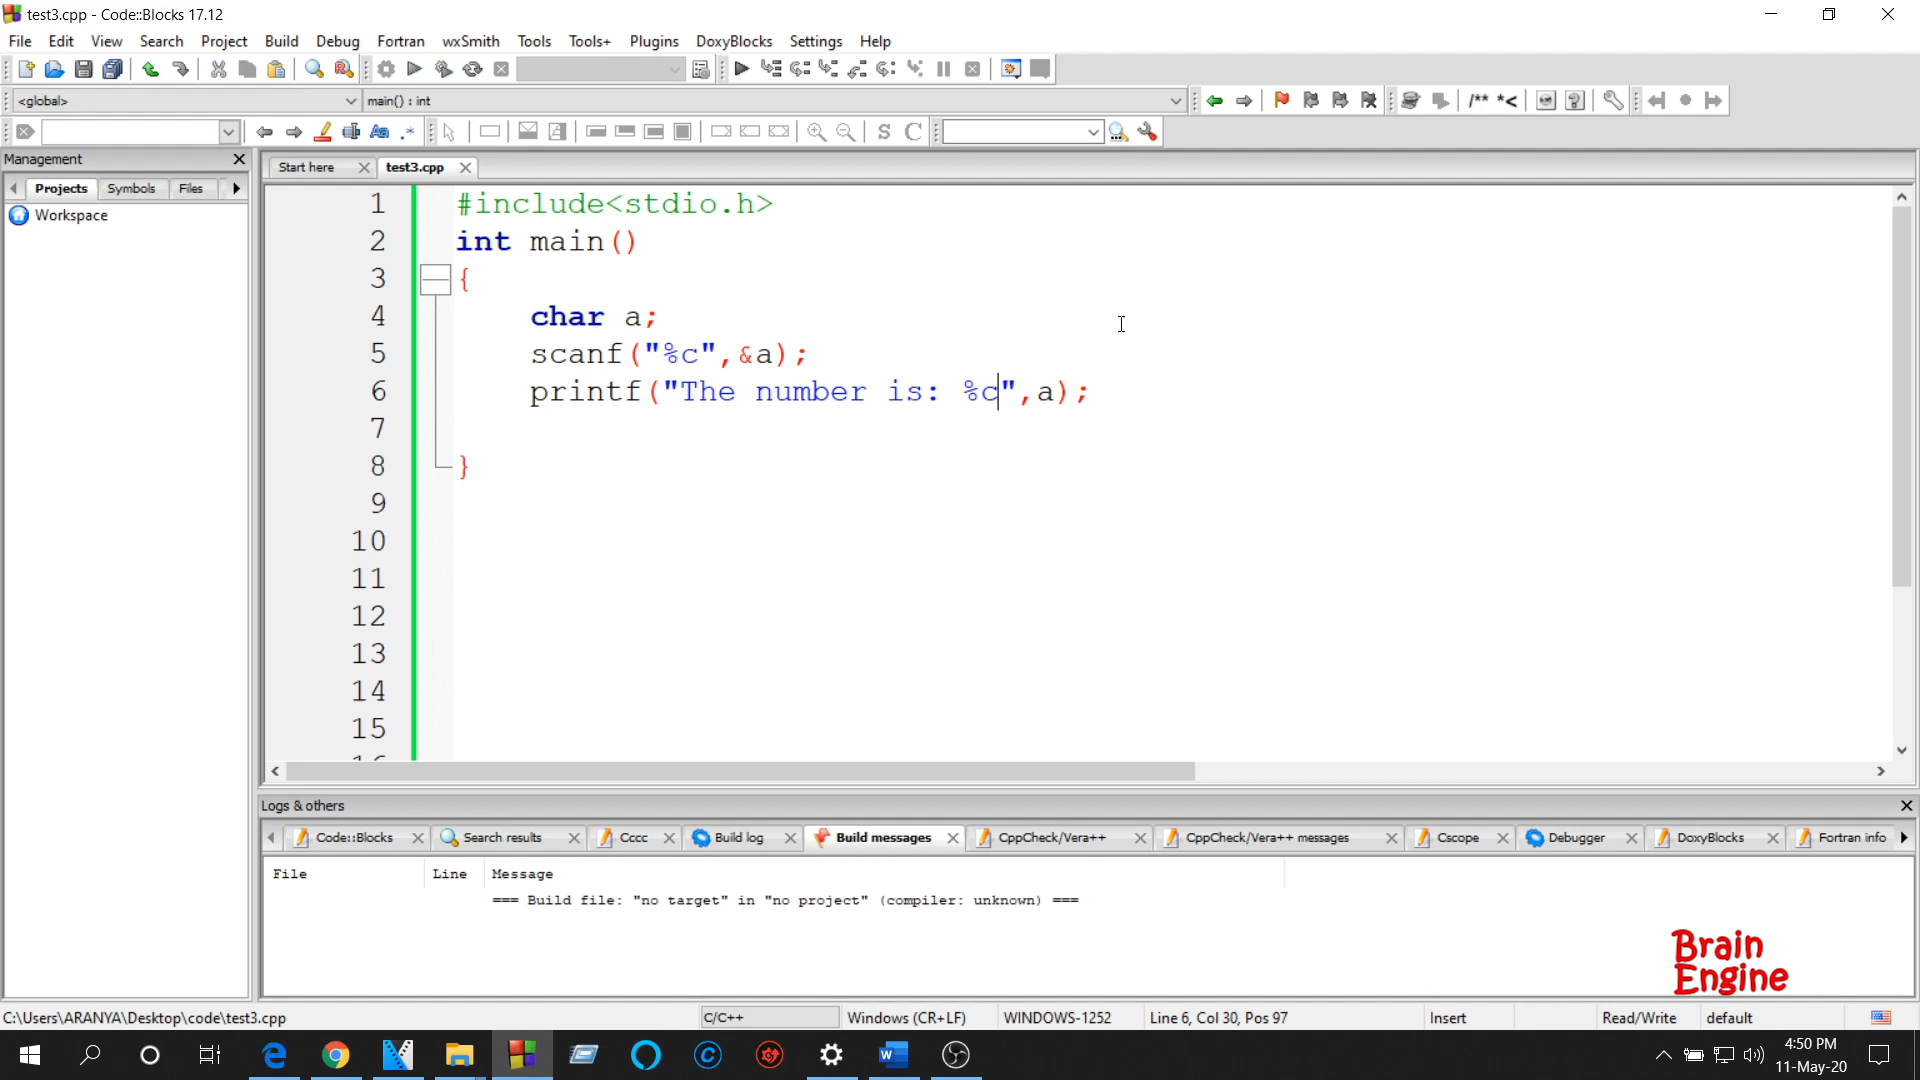 test3.cpp - Code::Blocks 17.12
File Edit View Search Project Build Debug Fortran wxSmith Tools Tools+ Plugins DoxyBlocks Settings Help
<global> main() : int
/** *<
S C
Management
Projects Symbols Files
Workspace
Start here test3.cpp
1 #include<stdio.h>
2 int main()
3 {
4 char a;
5 scanf("%c",&a);
6 printf("The number is: %c",a);
7
8 }
9
10
11
12
13
14
15
Logs & others
Code::Blocks Search results Cccc Build log Build messages CppCheck/Vera++ CppCheck/Vera++ messages Cscope Debugger DoxyBlocks Fortran info
File Line Message
=== Build file: "no target" in "no project" (compiler: unknown) ===
Brain
Engine
C:\Users\ARANYA\Desktop\code\test3.cpp C/C++ Windows (CR+LF) WINDOWS-1252 Line 6, Col 30, Pos 97 Insert Read/Write default
4:50 PM
11-May-20